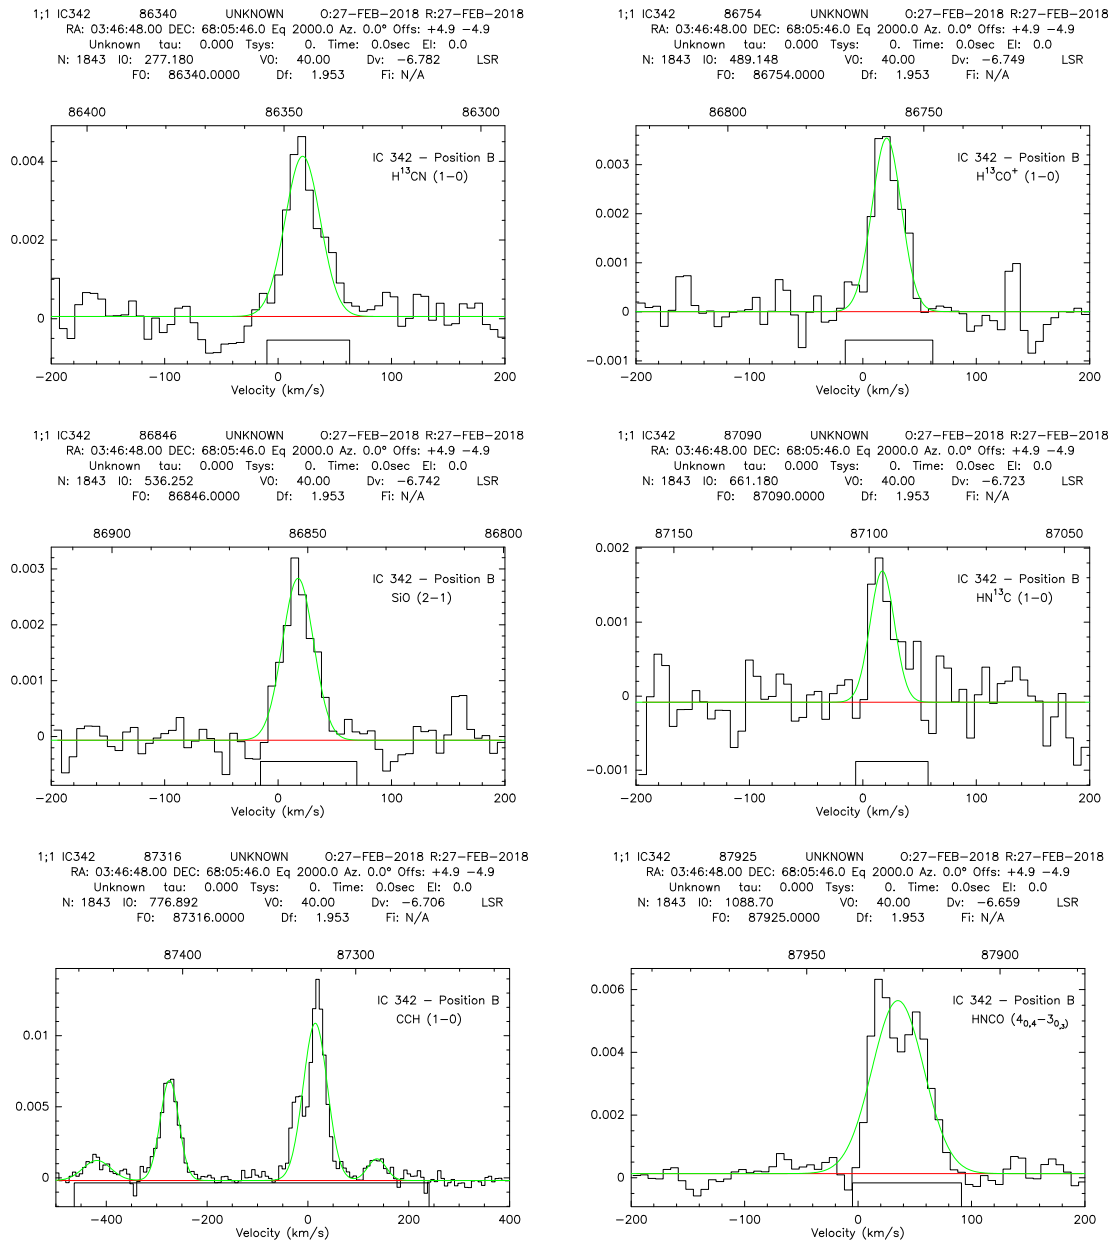 1;1 IC342 86340 UNKNOWN O:27-FEB-2018 R:27-FEB-2018
RA: 03:46:48.00 DEC: 68:05:46.0 Eq 2000.0 Az. 0.0° Offs: +4.9 -4.9
Unknown tau: 0.000 Tsys: 0. Time: 0.0sec El: 0.0
N: 1843 I0: 277.180 V0: 40.00 Dv: -6.782 LSR
F0: 86340.0000 Df: 1.953 Fi: N/A
86400 86350 86300
IC 342 - Position B
H¹³CN (1-0)
0.004
0.002
0
-200 -100 0 100 200
Velocity (km/s)
1;1 IC342 86754 UNKNOWN O:27-FEB-2018 R:27-FEB-2018
RA: 03:46:48.00 DEC: 68:05:46.0 Eq 2000.0 Az. 0.0° Offs: +4.9 -4.9
Unknown tau: 0.000 Tsys: 0. Time: 0.0sec El: 0.0
N: 1843 I0: 489.148 V0: 40.00 Dv: -6.749 LSR
F0: 86754.0000 Df: 1.953 Fi: N/A
86800 86750
IC 342 - Position B
H¹³CO⁺ (1-0)
0.003
0.002
0.001
0
-0.001
-200 -100 0 100 200
Velocity (km/s)
1;1 IC342 86846 UNKNOWN O:27-FEB-2018 R:27-FEB-2018
RA: 03:46:48.00 DEC: 68:05:46.0 Eq 2000.0 Az. 0.0° Offs: +4.9 -4.9
Unknown tau: 0.000 Tsys: 0. Time: 0.0sec El: 0.0
N: 1843 I0: 536.252 V0: 40.00 Dv: -6.742 LSR
F0: 86846.0000 Df: 1.953 Fi: N/A
86900 86850 86800
IC 342 - Position B
SiO (2-1)
0.003
0.002
0.001
0
-200 -100 0 100 200
Velocity (km/s)
1;1 IC342 87090 UNKNOWN O:27-FEB-2018 R:27-FEB-2018
RA: 03:46:48.00 DEC: 68:05:46.0 Eq 2000.0 Az. 0.0° Offs: +4.9 -4.9
Unknown tau: 0.000 Tsys: 0. Time: 0.0sec El: 0.0
N: 1843 I0: 661.180 V0: 40.00 Dv: -6.723 LSR
F0: 87090.0000 Df: 1.953 Fi: N/A
87150 87100 87050
IC 342 - Position B
HN¹³C (1-0)
0.002
0.001
0
-0.001
-200 -100 0 100 200
Velocity (km/s)
1;1 IC342 87316 UNKNOWN O:27-FEB-2018 R:27-FEB-2018
RA: 03:46:48.00 DEC: 68:05:46.0 Eq 2000.0 Az. 0.0° Offs: +4.9 -4.9
Unknown tau: 0.000 Tsys: 0. Time: 0.0sec El: 0.0
N: 1843 I0: 776.892 V0: 40.00 Dv: -6.706 LSR
F0: 87316.0000 Df: 1.953 Fi: N/A
87400 87300
IC 342 - Position B
CCH (1-0)
0.01
0.005
0
-400 -200 0 200 400
Velocity (km/s)
1;1 IC342 87925 UNKNOWN O:27-FEB-2018 R:27-FEB-2018
RA: 03:46:48.00 DEC: 68:05:46.0 Eq 2000.0 Az. 0.0° Offs: +4.9 -4.9
Unknown tau: 0.000 Tsys: 0. Time: 0.0sec El: 0.0
N: 1843 I0: 1088.70 V0: 40.00 Dv: -6.659 LSR
F0: 87925.0000 Df: 1.953 Fi: N/A
87950 87900
IC 342 - Position B
HNCO (4₀,₄-3₀,₃)
0.006
0.004
0.002
0
-200 -100 0 100 200
Velocity (km/s)